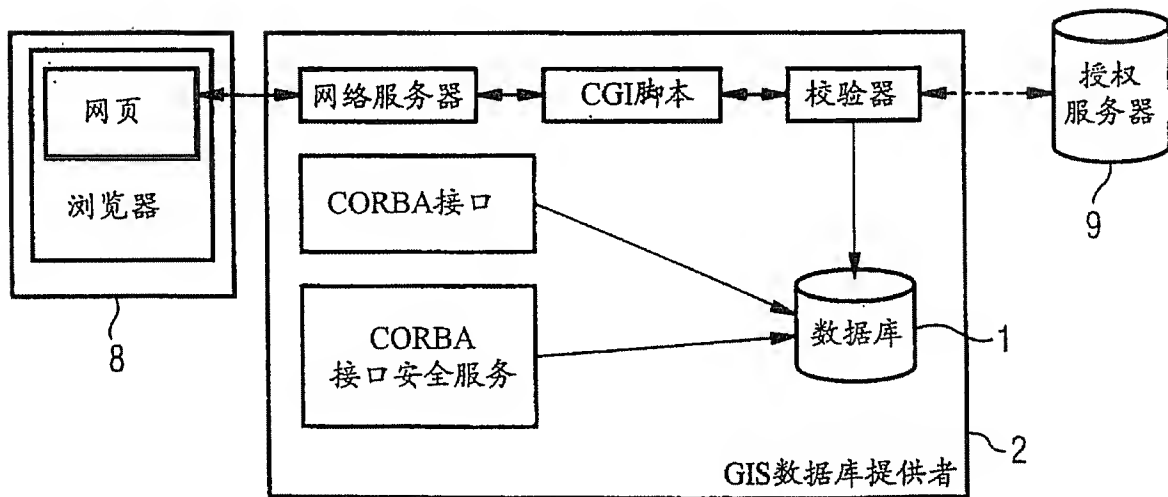 网页
浏览器
8
网络服务器
CGI脚本
校验器
授权
服务器
9
CORBA接口
CORBA
接口安全服务
数据库
1
2
GIS数据库提供者